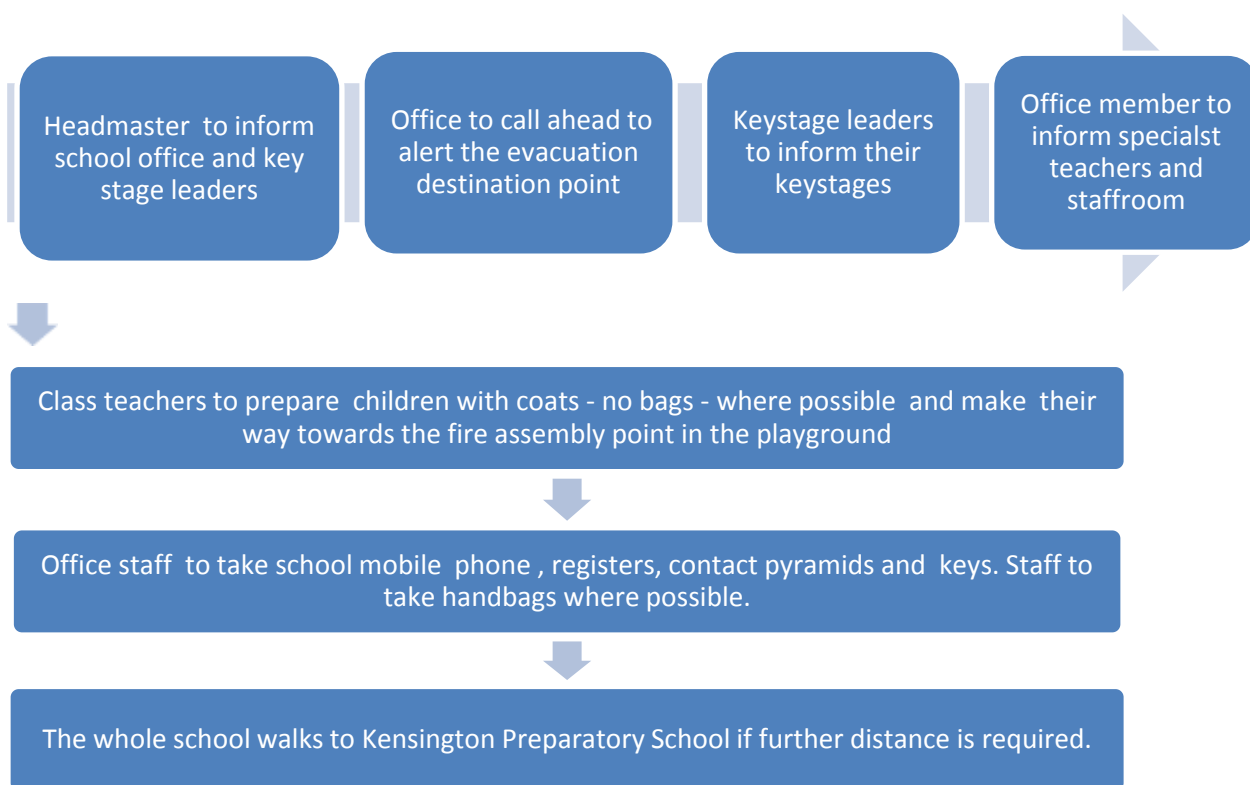 Headmaster  to inform
school office and key
stage leaders
Office to call ahead to
alert the evacuation
destination point
Keystage leaders
to inform their
keystages
Office member to
inform specialst
teachers and
staffroom
Class teachers to prepare  children with coats - no bags - where possible  and make  their
way towards the fire assembly point in the playground
Office staff  to take school mobile  phone , registers, contact pyramids and  keys. Staff to
take handbags where possible.
The whole school walks to Kensington Preparatory School if further distance is required.